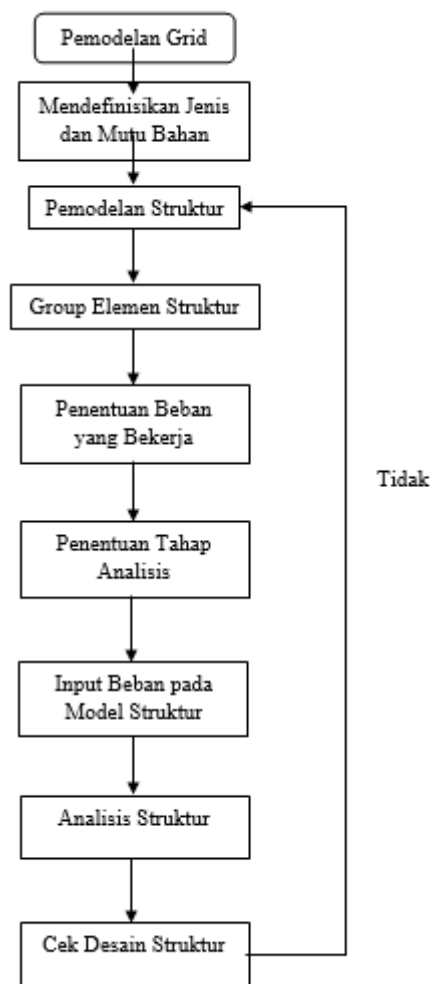 Pemodelan Grid
Mendefinisikan Jenis
dan Mutu Bahan
Pemodelan Struktur
Group Elemen Struktur
Penentuan Beban
yang Bekerja
Tidak
Penentuan Tahap
Analisis
Input Beban pada
Model Struktur
Analisis Struktur
Cek Desain Struktur